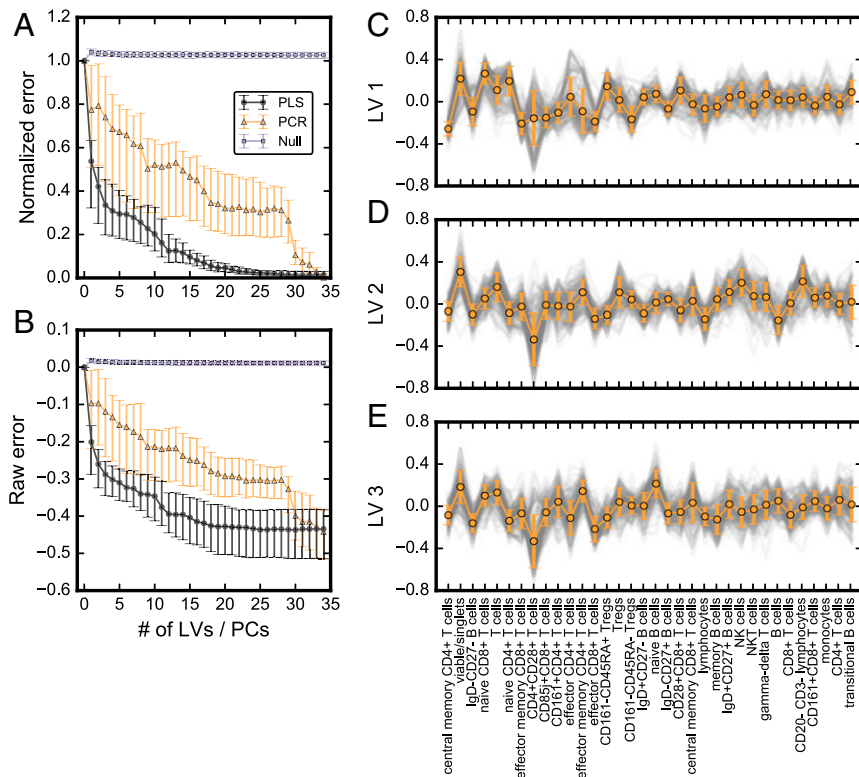 A
Normalized error
1.2
1.0
0.8
0.6
0.4
0.2
0.0
0
5
10
15
20
25
30
35
PLS
PCR
Null
B
Raw error
0.1
0.0
−0.1
−0.2
−0.3
−0.4
−0.5
−0.6
0
5
10
15
20
25
30
35
# of LVs / PCs
C
LV 1
0.8
0.4
0.0
−0.4
−0.8
D
LV 2
0.8
0.4
0.0
−0.4
−0.8
E
LV 3
0.8
0.4
0.0
−0.4
−0.8
central memory CD4+ T cells
viable/singlets
IgD-CD27- B cells
naive CD8+ T cells
T cells
naive CD4+ T cells
effector memory CD8+ T cells
CD4+CD28+ T cells
CD85j+CD8+ T cells
CD161+CD4+ T cells
effector CD4+ T cells
effector memory CD4+ T cells
effector CD8+ T cells
CD161-CD45RA+ Tregs
Tregs
CD161-CD45RA- Tregs
IgD+CD27- B cells
naive B cells
IgD-CD27+ B cells
CD28+CD8+ T cells
central memory CD8+ T cells
lymphocytes
memory B cells
IgD+CD27+ B cells
NK cells
NKT cells
gamma-delta T cells
B cells
CD8+ T cells
CD20- CD3- lymphocytes
CD161+CD8+ T cells
monocytes
CD4+ T cells
transitional B cells